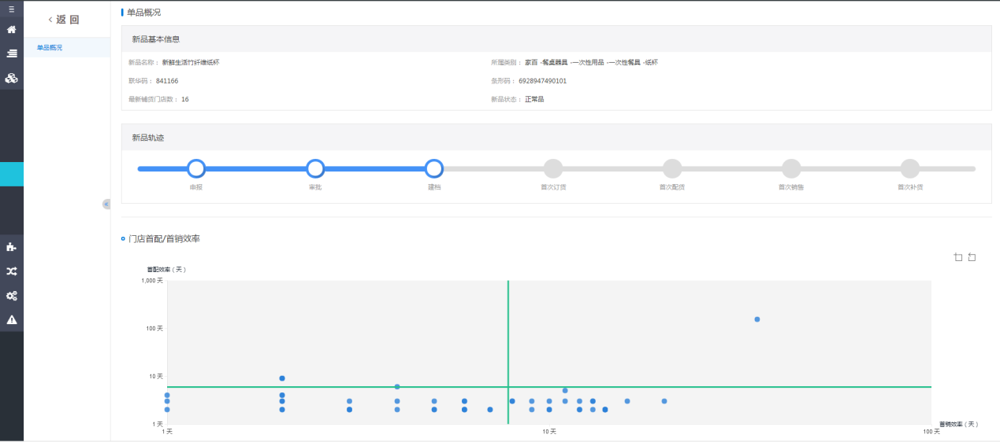 单品概况
< 返 回
新品基本信息
单品概况
新品名称： 新鲜生活竹纤维纸杯
所属类别： 家百 -餐桌器具 -一次性用品 -一次性餐具 -纸杯
联华码： 841166
条形码： 6928947490101
最新铺货门店数： 16
新品状态： 正常品
新品轨迹
申报
审批
建档
首次订货
首次配货
首次销售
首次补货
门店首配/首销效率
首配效率（天）
1,000 天
100 天
10 天
1 天
1 天
10 天
100 天
首销效率（天）